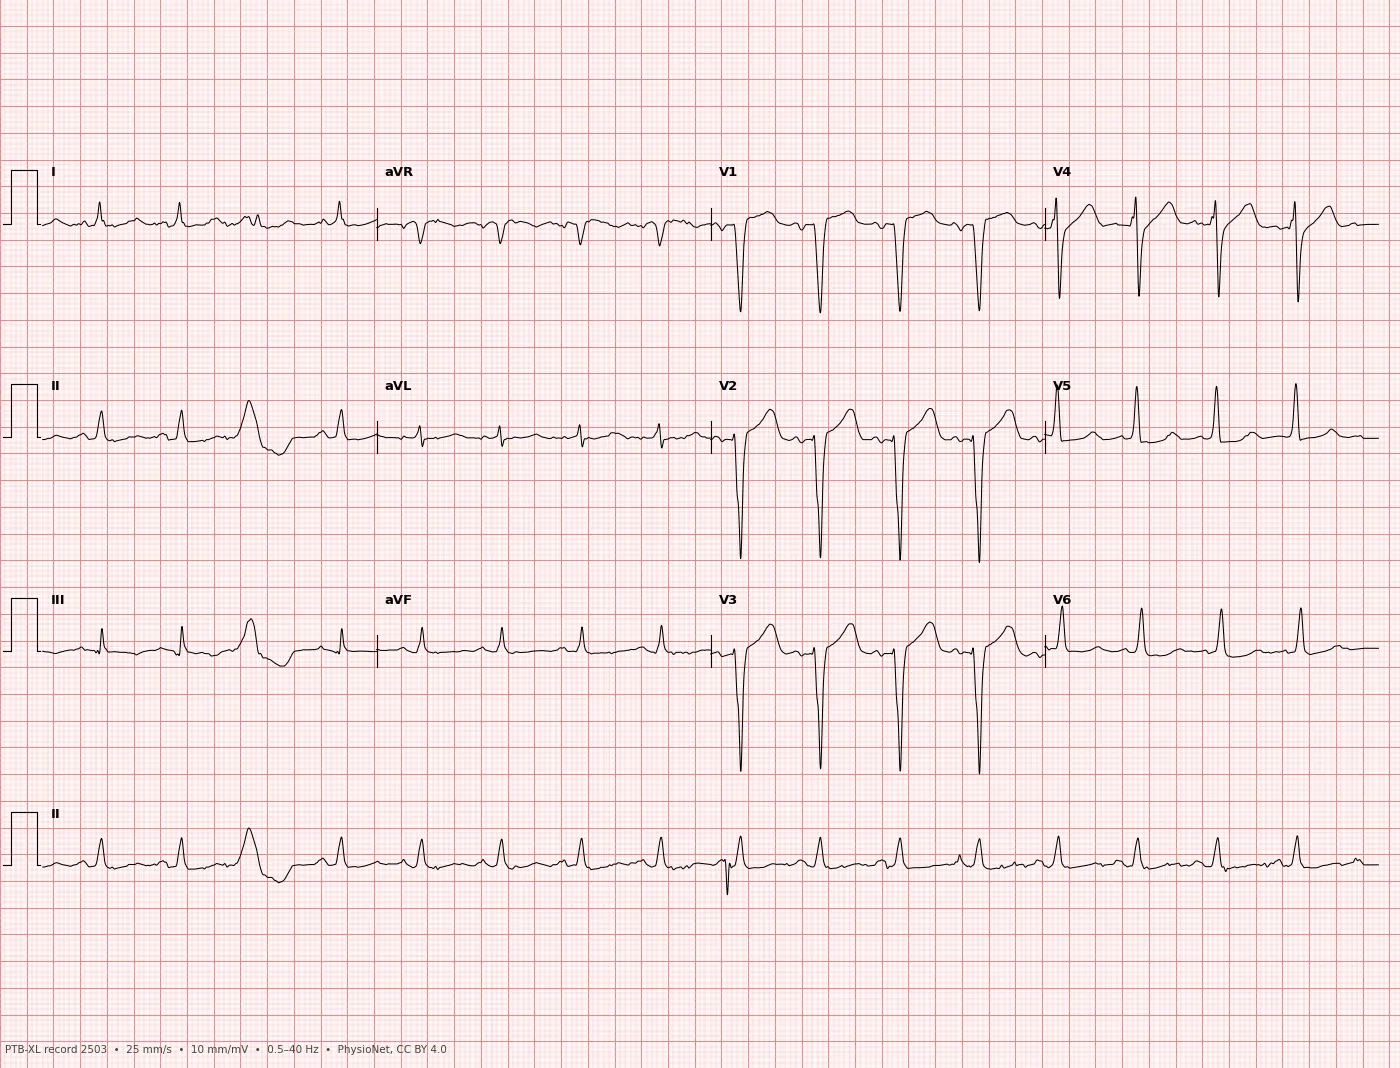 I aVR V1 V4
II aVL V2 V5
III aVF V3 V6
II
PTB-XL record 2503 • 25 mm/s • 10 mm/mV • 0.5–40 Hz • PhysioNet, CC BY 4.0